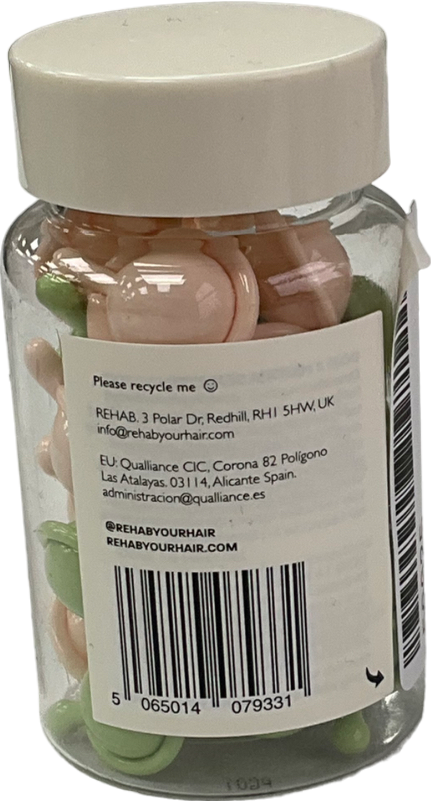 Please recycle me ☺
REHAB. 3 Polar Dr, Redhill, RH1 5HW, UK
info@rehabyourhair.com
EU: Qualliance CIC, Corona 82 Polígono
Las Atalayas. 03114, Alicante Spain.
administracion@qualliance.es
@REHABYOURHAIR
REHABYOURHAIR.COM
5 065014 079331